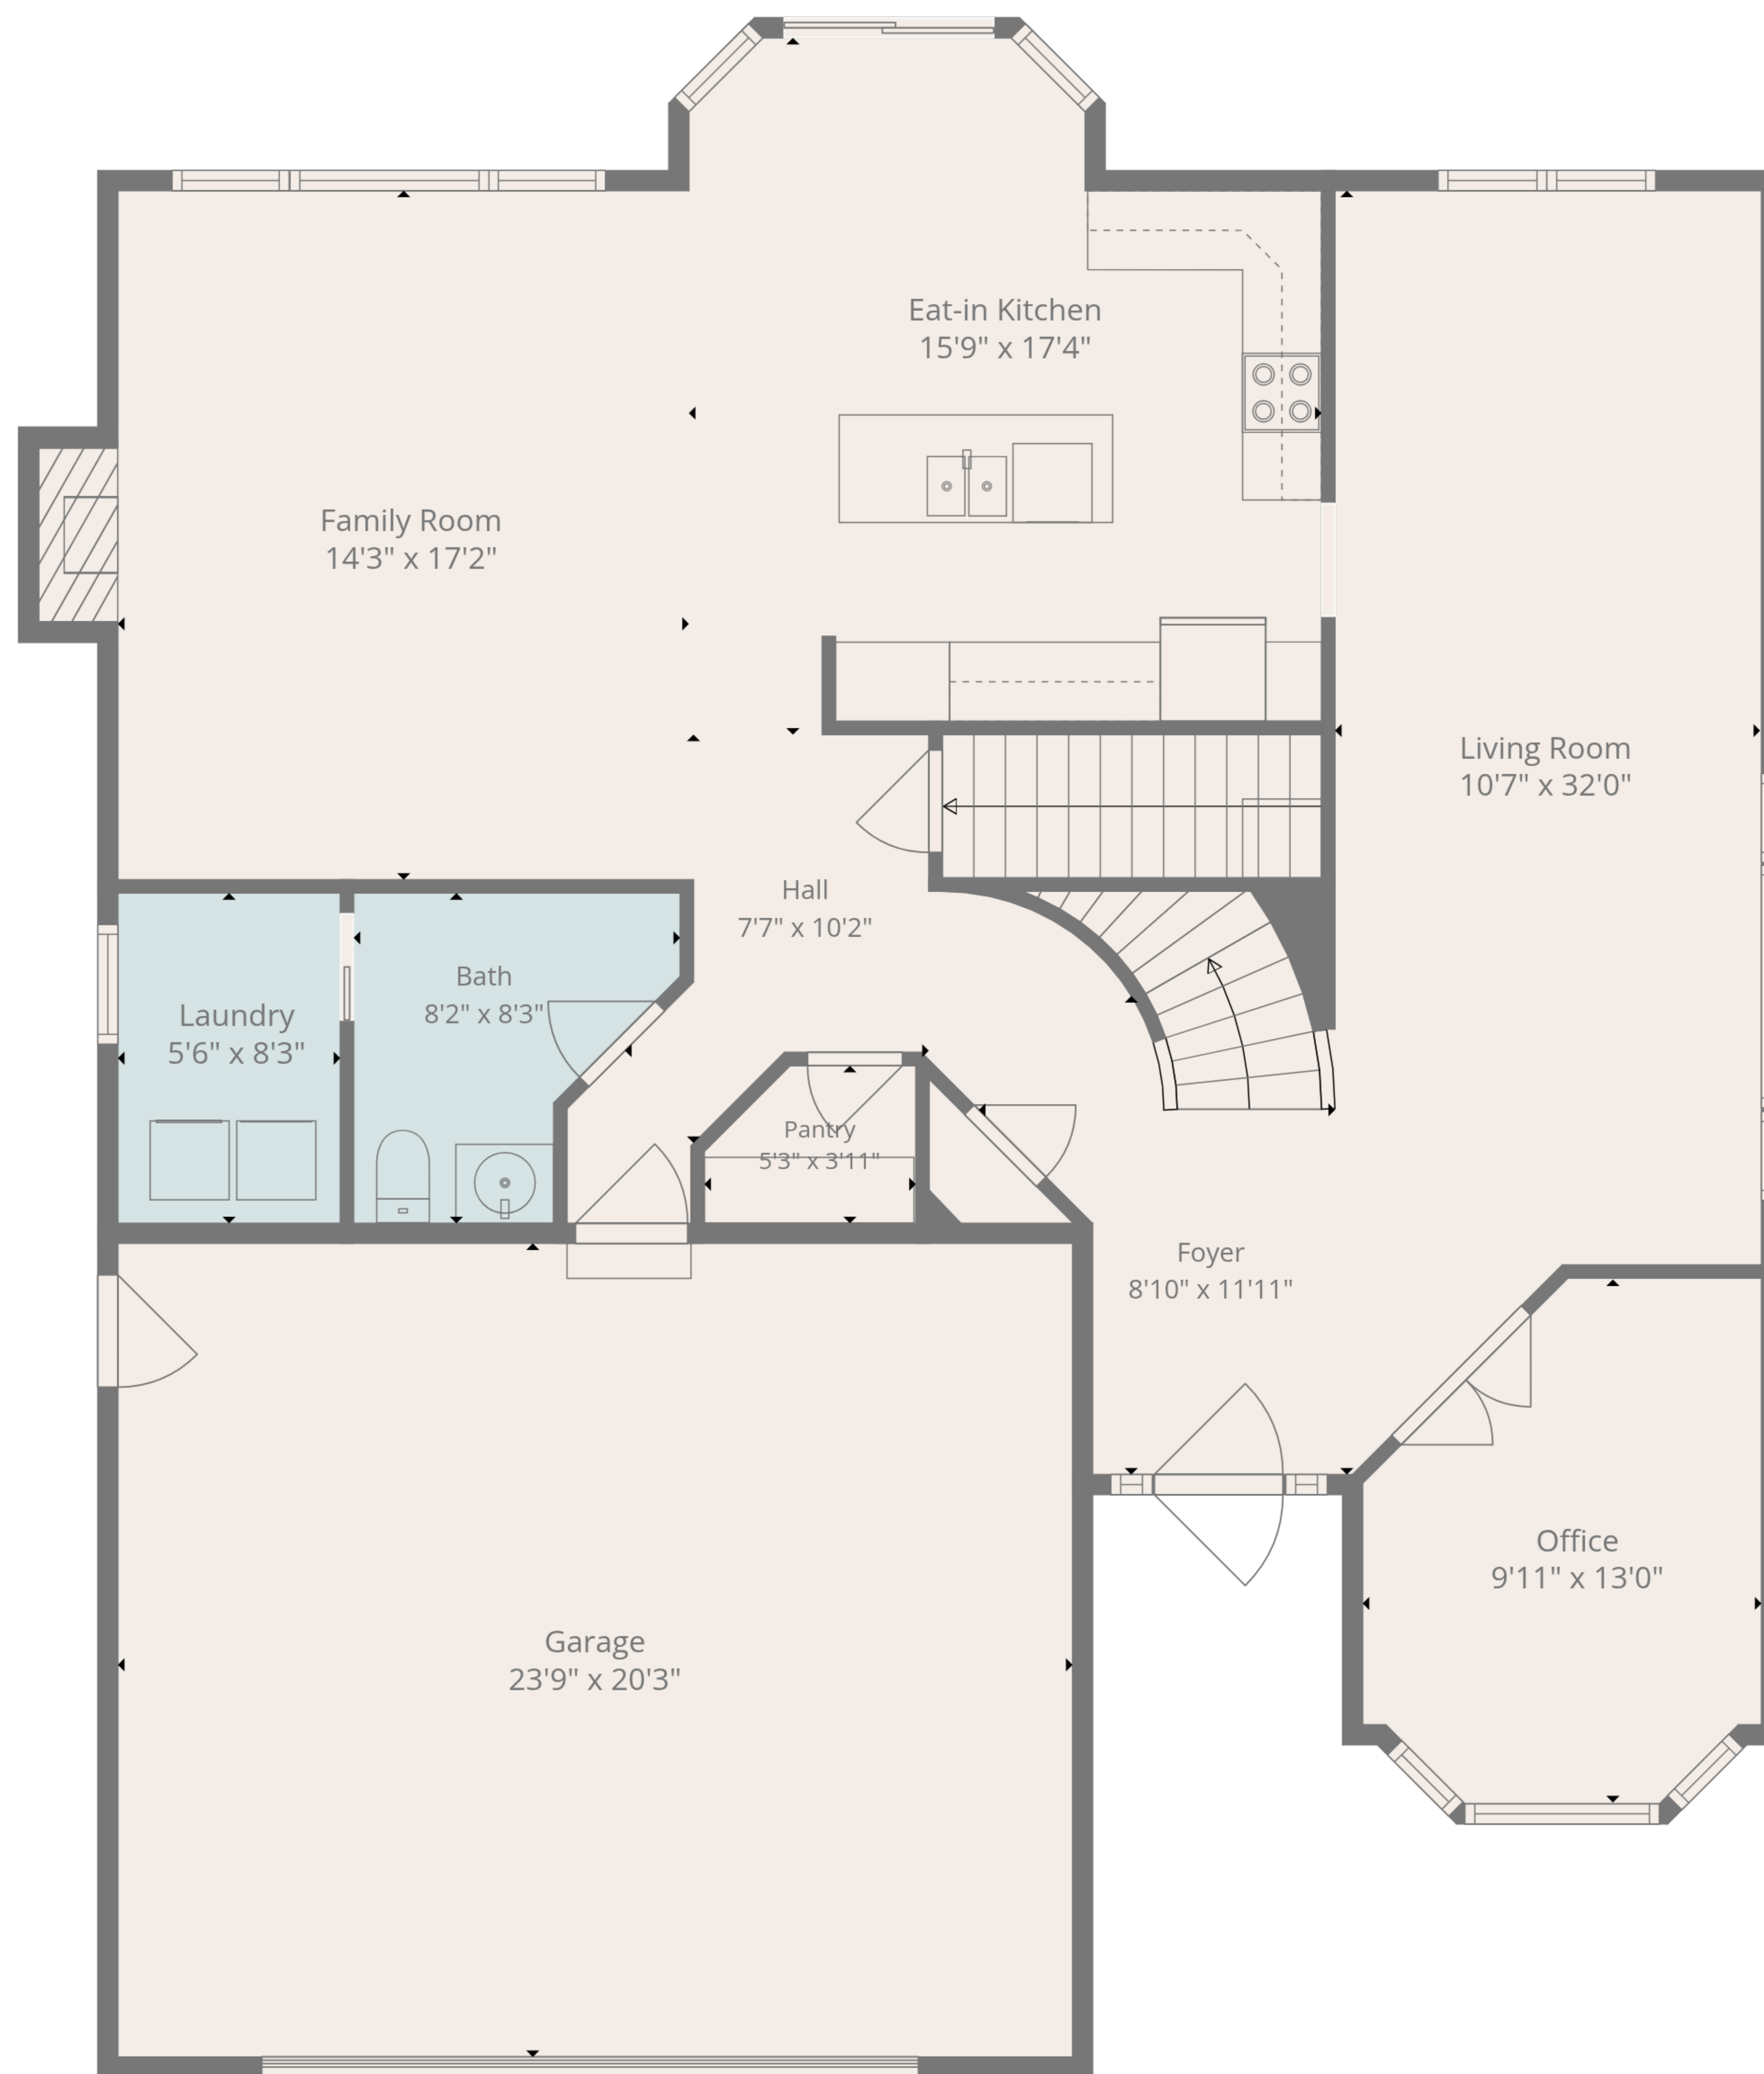 Eat-in Kitchen
15'9" x 17'4"
Family Room
14'3" x 17'2"
Living Room
10'7" x 32'0"
Hall
7'7" x 10'2"
Bath
8'2" x 8'3"
Laundry
5'6" x 8'3"
Pantry
5'3" x 3'11"
Foyer
8'10" x 11'11"
Office
9'11" x 13'0"
Garage
23'9" x 20'3"